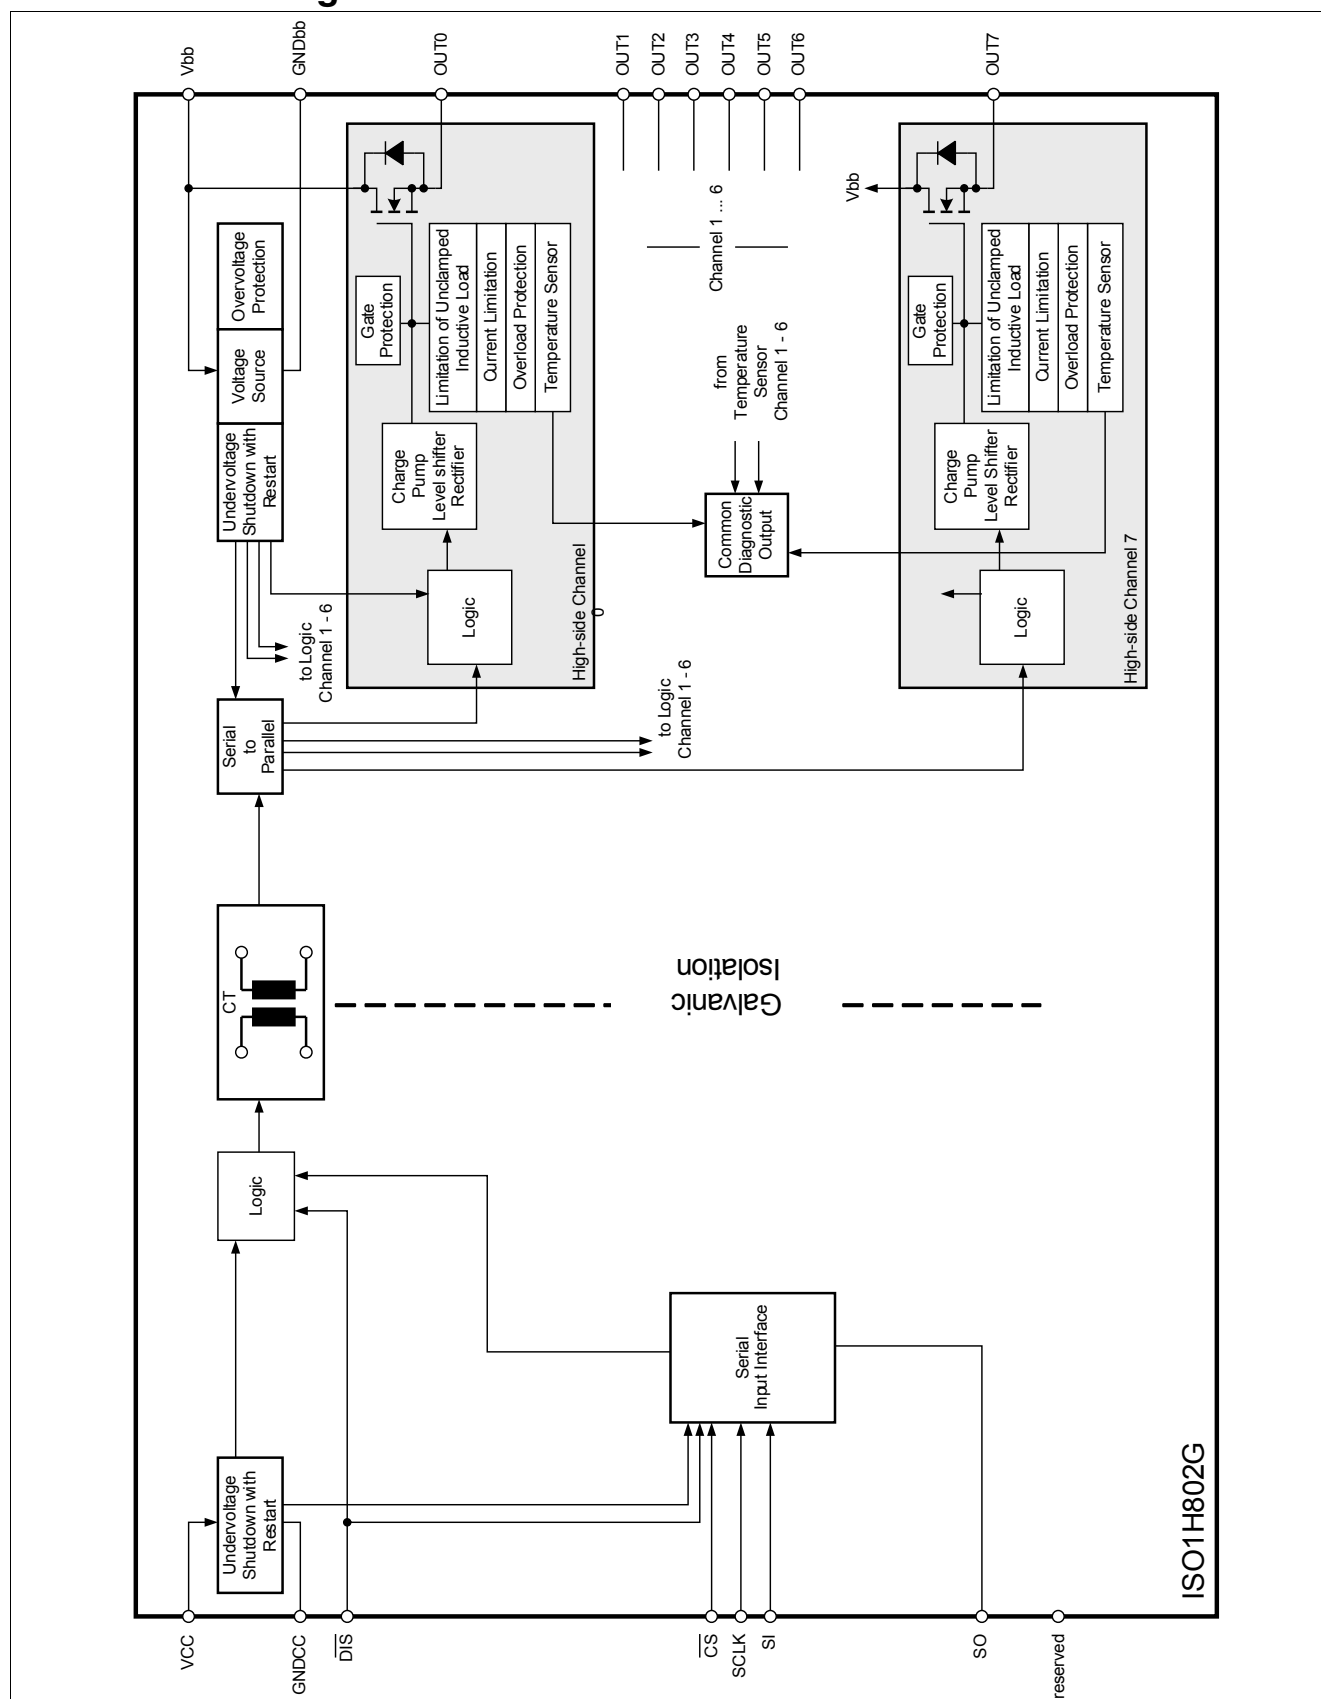 g
Vbb
GNDbb
OUT0
OUT1
OUT2
OUT3
OUT4
OUT5
OUT6
OUT7
Overvoltage
Protection
Voltage
Source
Undervoltage
Shutdown with
Restart
Gate
Protection
Limitation of Unclamped
Inductive Load
Current Limitation
Overload Protection
Temperature Sensor
Charge
Pump
Level shifter
Rectifier
Logic
High-side Channel
0
to Logic
Channel 1 - 6
Serial
to
Parallel
to Logic
Channel 1 - 6
Channel 1 ... 6
from
Temperature
Sensor
Channel 1 - 6
Common
Diagnostic
Output
Vbb
Gate
Protection
Limitation of Unclamped
Inductive Load
Current Limitation
Overload Protection
Temperature Sensor
Charge
Pump
Level Shifter
Rectifier
Logic
High-side Channel 7
CT
Galvanic
Isolation
Logic
Serial
Input Interface
Undervoltage
Shutdown with
Restart
VCC
GNDCC
DIS
CS
SCLK
SI
SO
reserved
ISO1H802G